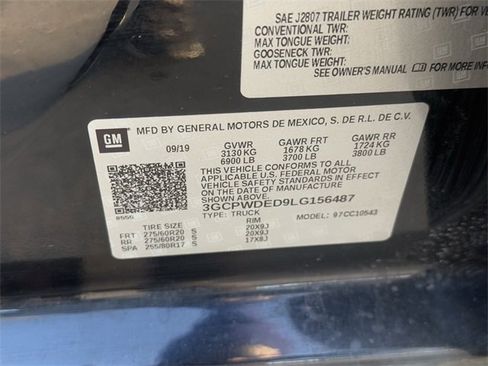 SAE J2807 TRAILER WEIGHT RATING (TWR) FOR VE
CONVENTIONAL TWR:
MAX TONGUE WEIGHT:
GOOSENECK TWR:
MAX TONGUE WEIGHT:
SEE OWNER'S MANUAL FOR MORE
GM
MFD BY GENERAL MOTORS DE MEXICO, S. DE R.L. DE C.V.
09/19 GVWR GAWR FRT GAWR RR
3130 KG 1678 KG 1724 KG
6900 LB 3700 LB 3800 LB
THIS VEHICLE CONFORMS TO ALL APPLICABLE
U.S. FEDERAL MOTOR VEHICLE SAFETY AND
THEFT PREVENTION STANDARDS IN EFFECT ON
THE DATE OF MANUFACTURE SHOWN ABOVE.
3GCPWDED9LG156487
TYPE: TRUCK MODEL: 97CC10543
TIRE SIZE RIM
FRT 275/60R20 S 20X9J
RR 275/60R20 S 20X9J
SPA 255/80R17 S 17X8J